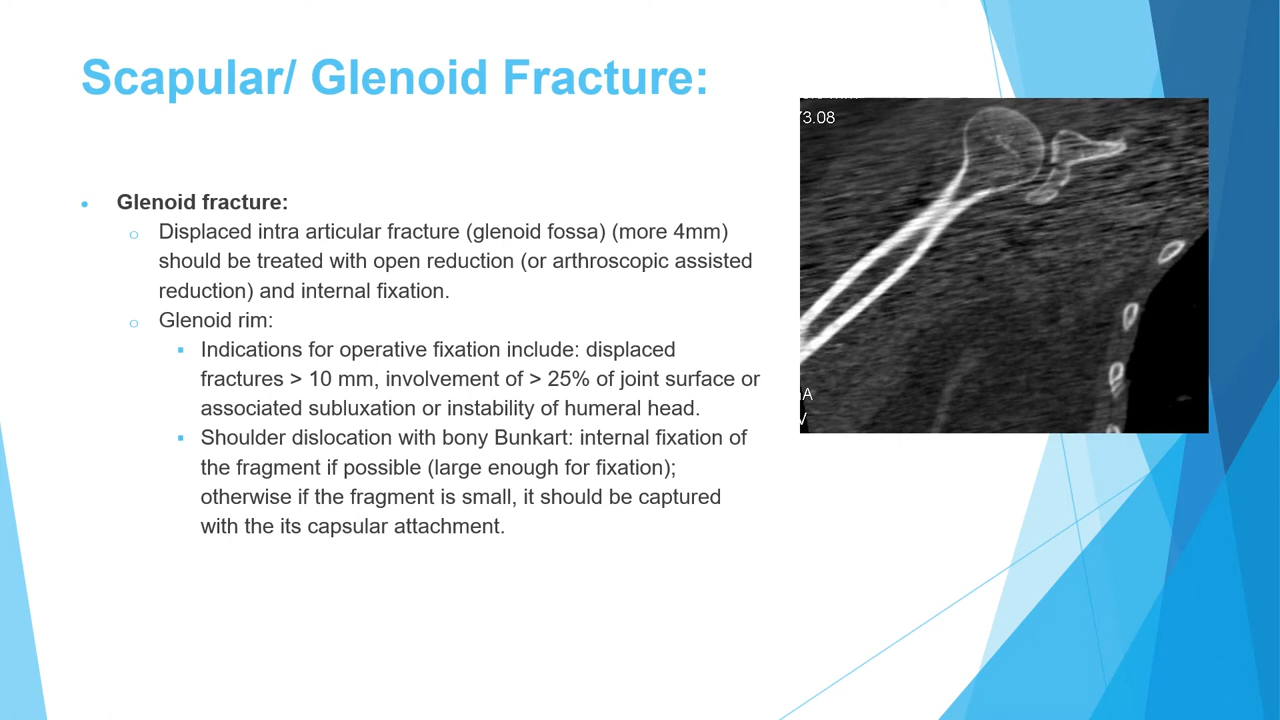 Scapular/ Glenoid Fracture:
73.08
Glenoid fracture:
Displaced intra articular fracture (glenoid fossa) (more 4mm)
should be treated with open reduction (or arthroscopic assisted
reduction) and internal fixation.
Glenoid rim:
Indications for operative fixation include: displaced
fractures > 10 mm, involvement of > 25% of joint surface or
associated subluxation or instability of humeral head.
Shoulder dislocation with bony Bunkart: internal fixation of
the fragment if possible (large enough for fixation);
otherwise if the fragment is small, it should be captured
with the its capsular attachment.